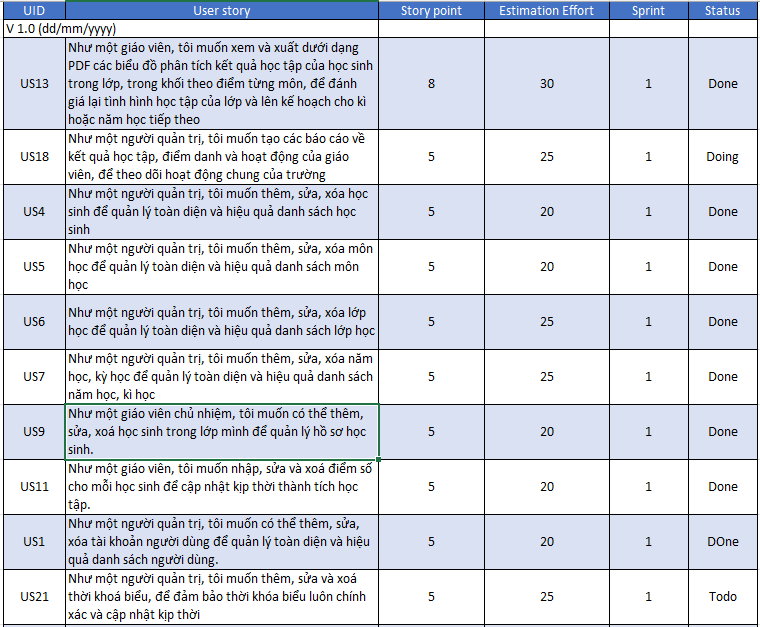 UID User story Story point Estimation Effort Sprint Status
V 1.0 (dd/mm/yyyy)
Như một giáo viên, tôi muốn xem và xuất dưới dạng
PDF các biểu đồ phân tích kết quả học tập của học sinh
US13 trong lớp, trong khối theo điểm từng môn, để đánh 8 30 1 Done
giá lại tình hình học tập của lớp và lên kế hoạch cho kì
hoặc năm học tiếp theo
Như một người quản trị, tôi muốn tạo các báo cáo về
US18 kết quả học tập, điểm danh và hoạt động của giáo 5 25 1 Doing
viên, để theo dõi hoạt động chung của trường
Như một người quản trị, tôi muốn thêm, sửa, xóa học
US4 sinh để quản lý toàn diện và hiệu quả danh sách học 5 20 1 Done
sinh
Như một người quản trị, tôi muốn thêm, sửa, xóa môn
US5 học để quản lý toàn diện và hiệu quả danh sách môn 5 20 1 Done
học
Như một người quản trị, tôi muốn thêm, sửa, xóa lớp
US6 học để quản lý toàn diện và hiệu quả danh sách lớp học 5 25 1 Done
Như một người quản trị, tôi muốn thêm, sửa, xóa năm
US7 học, kỳ học để quản lý toàn diện và hiệu quả danh sách 5 25 1 Done
năm học, kì học
Như một giáo viên chủ nhiệm, tôi muốn có thể thêm,
US9 sửa, xoá học sinh trong lớp mình để quản lý hồ sơ học 5 20 1 Done
sinh.
Như một giáo viên, tôi muốn nhập, sửa và xoá điểm số
US11 cho mỗi học sinh để cập nhật kịp thời thành tích học 5 20 1 Done
tập.
Như một người quản trị, tôi muốn có thể thêm, sửa,
US1 xóa tài khoản người dùng để quản lý toàn diện và hiệu 5 20 1 DOne
quả danh sách người dùng.
Như một người quản trị, tôi muốn thêm, sửa và xoá
US21 thời khoá biểu, để đảm bảo thời khóa biểu luôn chính 5 25 1 Todo
xác và cập nhật kịp thời